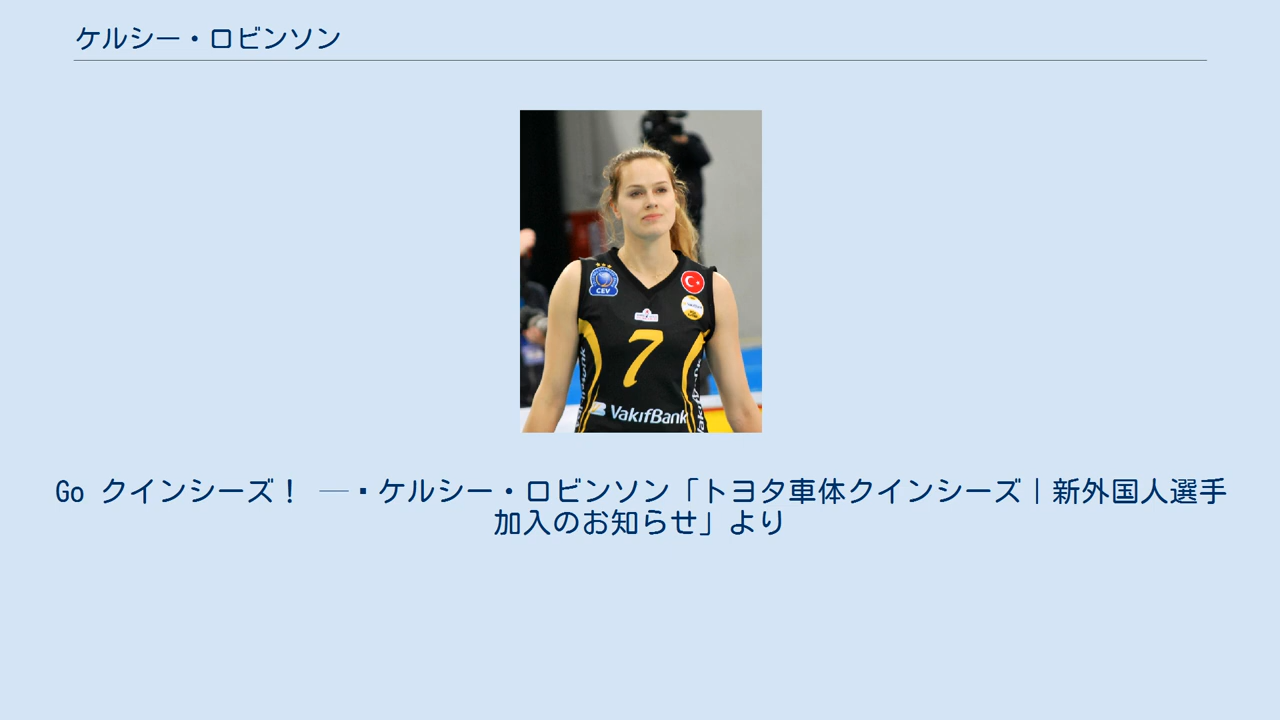 ケルシー・ロビンソン
CEV
7
VakıfBank
Go クインシーズ！ ─・ケルシー・ロビンソン「トヨタ車体クインシーズ｜新外国人選手
加入のお知らせ」より